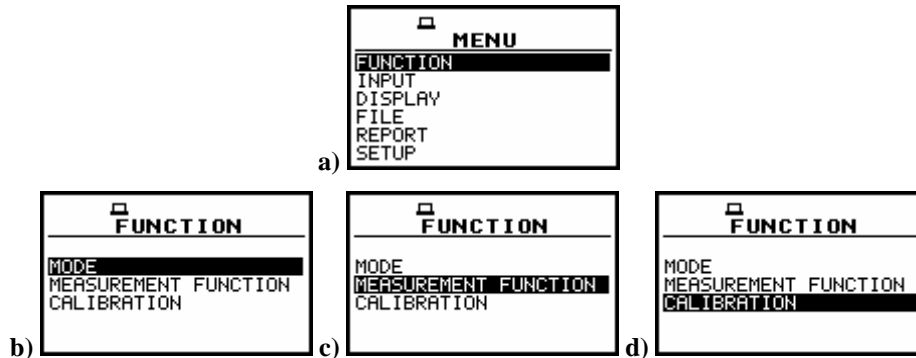 MENU
FUNCTION
INPUT
DISPLAY
FILE
REPORT
SETUP
a)
FUNCTION
MODE
MEASUREMENT FUNCTION
CALIBRATION
b)
FUNCTION
MODE
MEASUREMENT FUNCTION
CALIBRATION
c)
FUNCTION
MODE
MEASUREMENT FUNCTION
CALIBRATION
d)